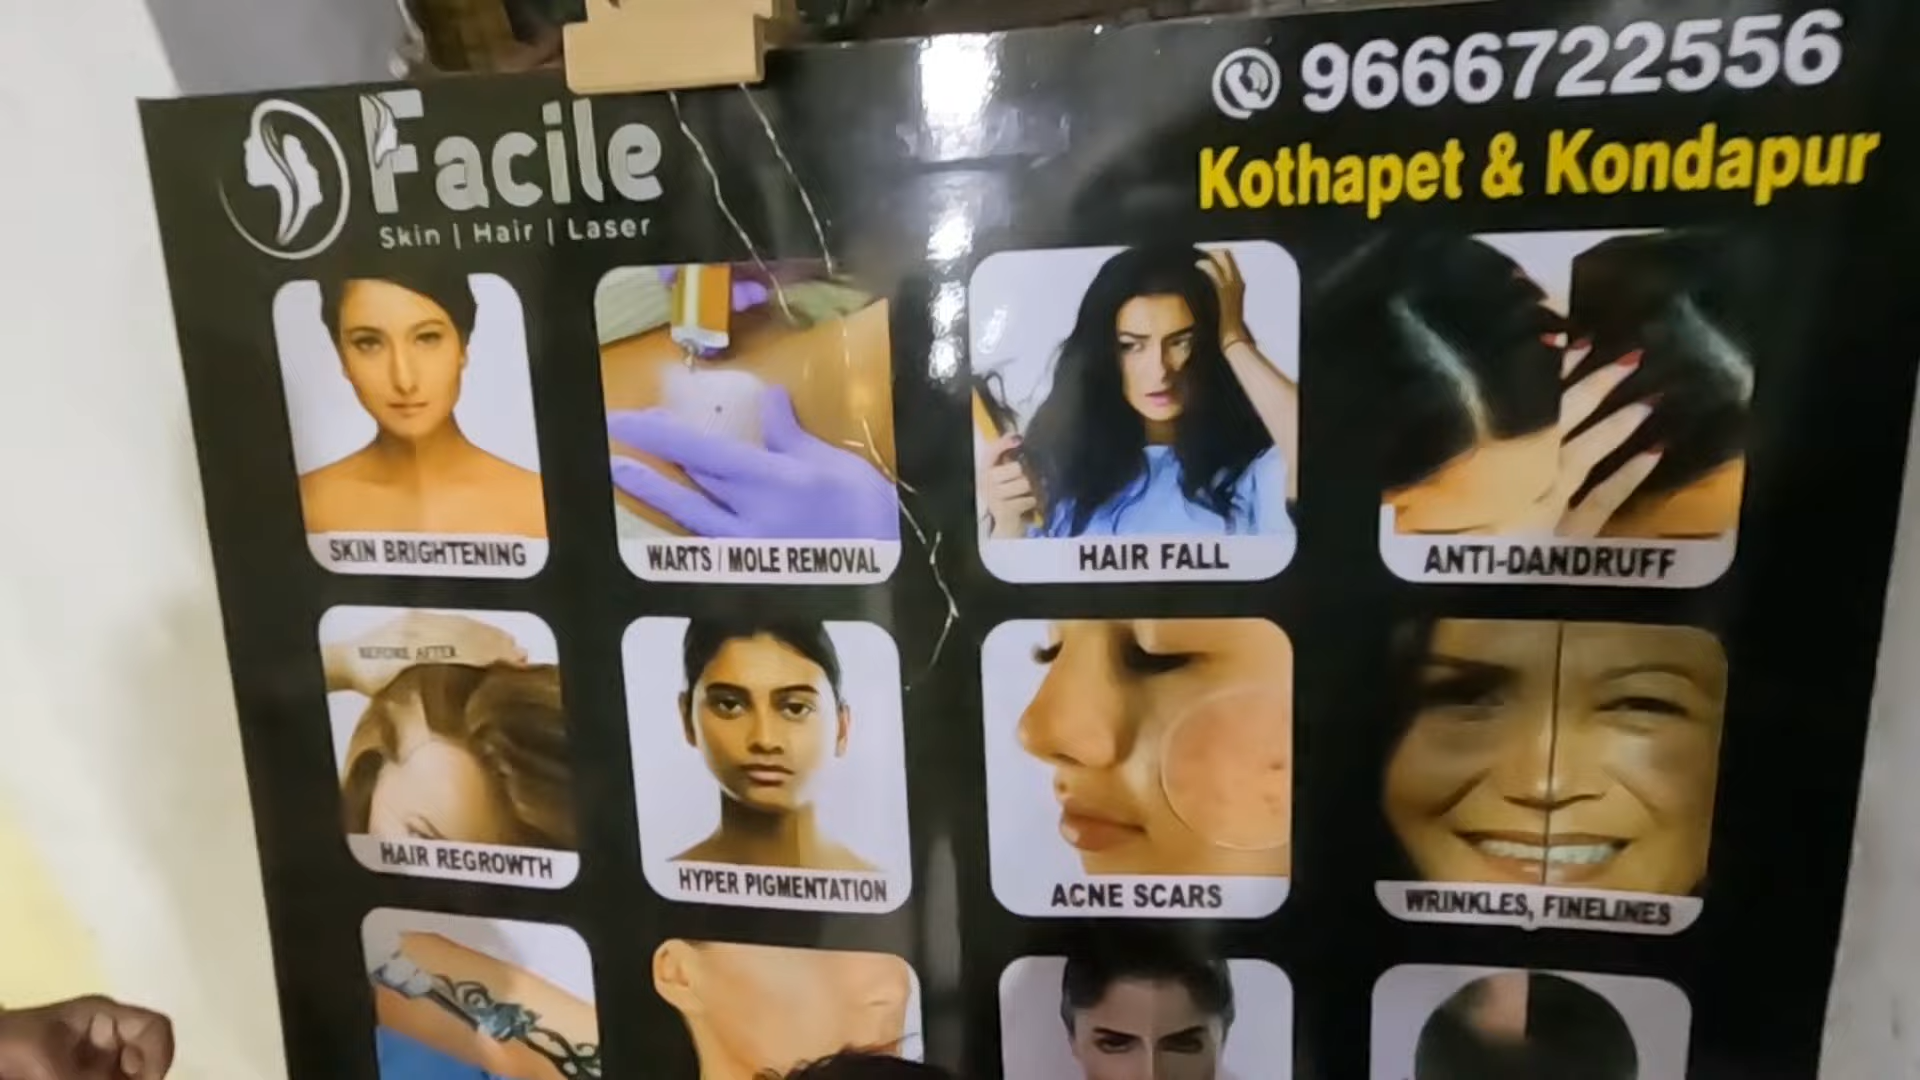 Facile
Skin | Hair | Laser
9666722556
Kothapet & Kondapur
SKIN BRIGHTENING
WARTS / MOLE REMOVAL
HAIR FALL
ANTI-DANDRUFF
BEFORE AFTER
HAIR REGROWTH
HYPER PIGMENTATION
ACNE SCARS
WRINKLES, FINELINES